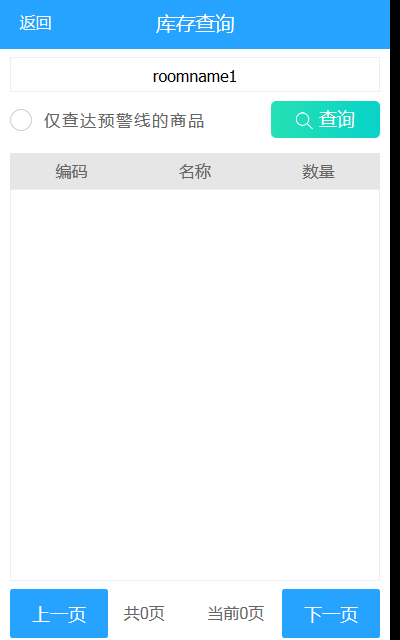 返回 库存查询
roomname1
仅查达预警线的商品 查询
编码 名称 数量
上一页 共0页 当前0页 下一页